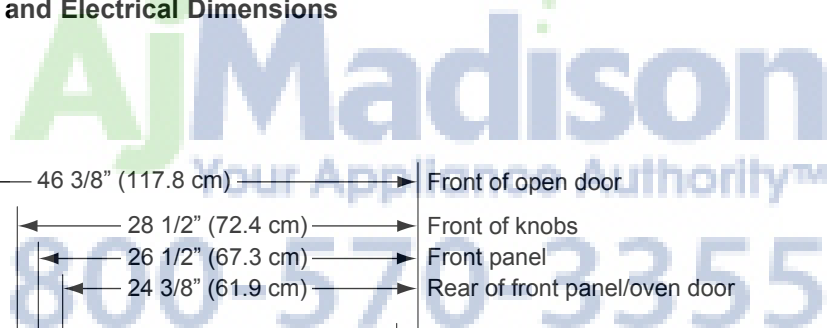 and Electrical Dimensions
AjMadison
Your Appliance Authority™
46 3/8” (117.8 cm) Front of open door
28 1/2” (72.4 cm) Front of knobs
26 1/2” (67.3 cm) Front panel
24 3/8” (61.9 cm) Rear of front panel/oven door
800-570-3355